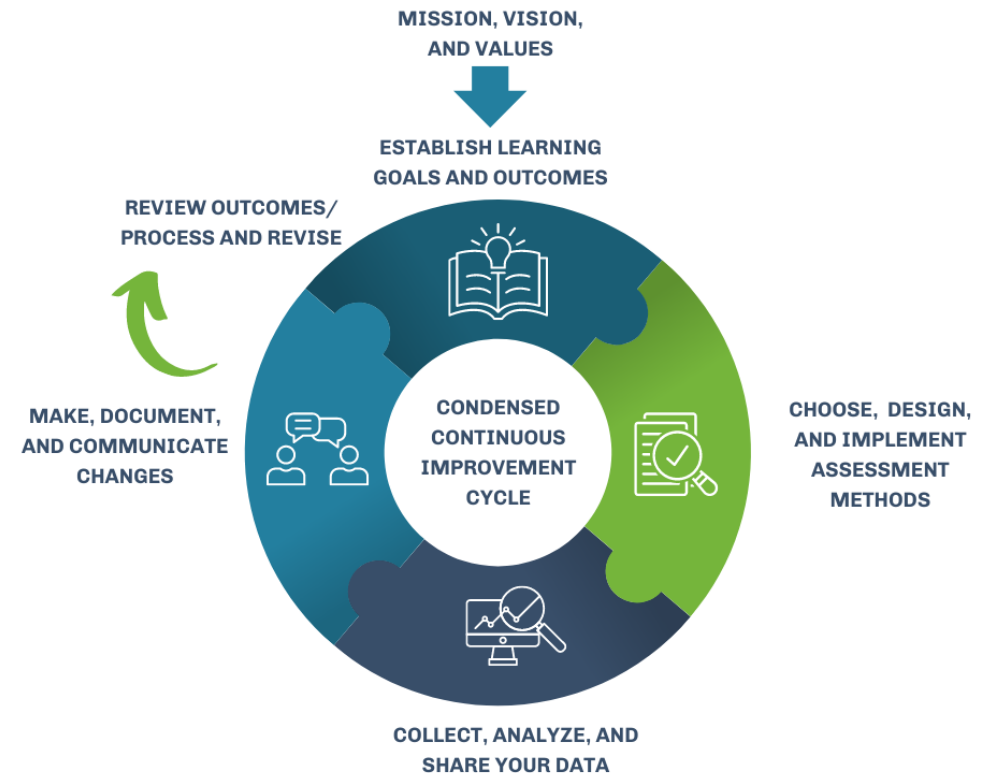 MISSION, VISION,
AND VALUES
ESTABLISH LEARNING
GOALS AND OUTCOMES
REVIEW OUTCOMES/
PROCESS AND REVISE
CONDENSED
CONTINUOUS
IMPROVEMENT
CYCLE
CHOOSE, DESIGN,
AND IMPLEMENT
ASSESSMENT
METHODS
MAKE, DOCUMENT,
AND COMMUNICATE
CHANGES
COLLECT, ANALYZE, AND
SHARE YOUR DATA